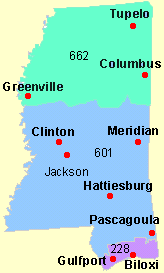 Tupelo
662
Columbus
Greenville
Clinton
Meridian
601
Jackson
Hattiesburg
Pascagoula
228
Gulfport
Biloxi